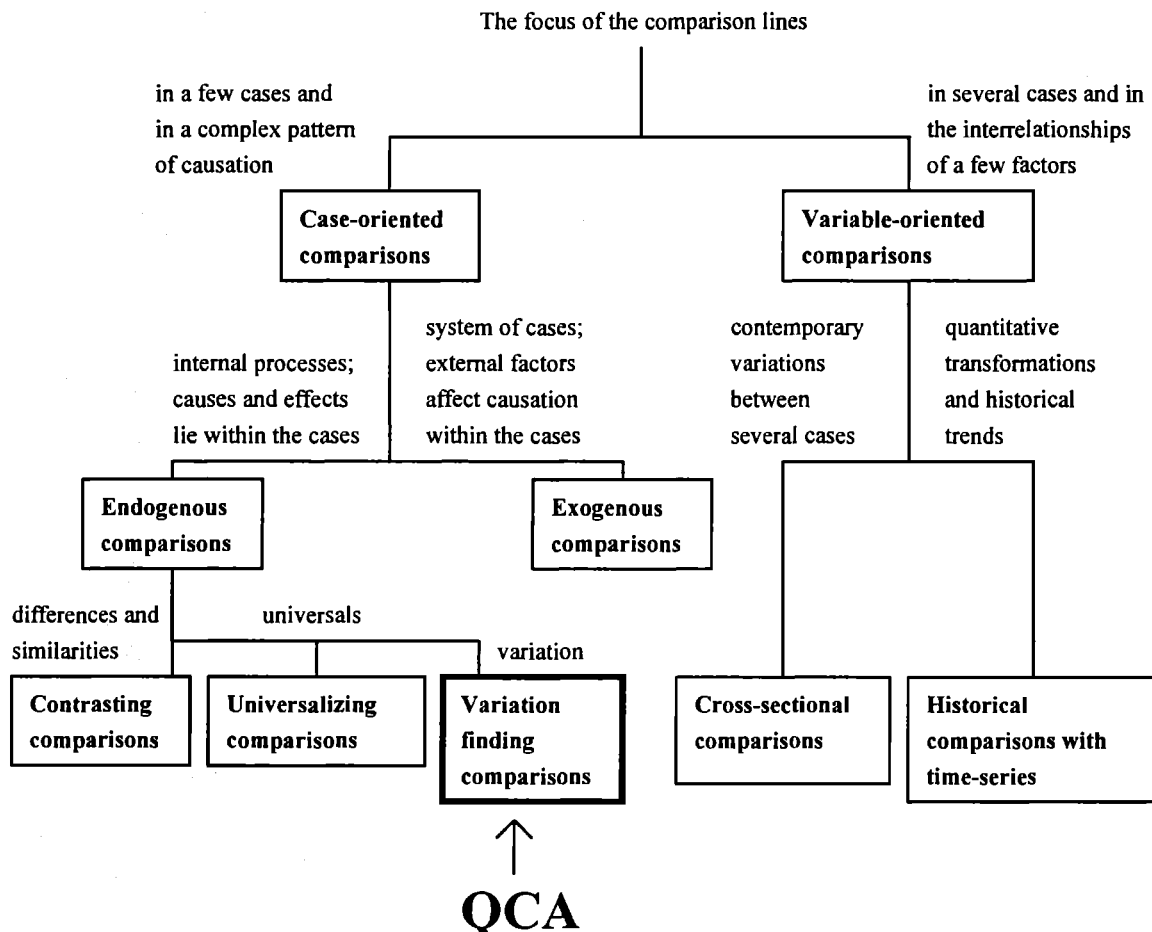 The focus of the comparison lines
in a few cases and
in a complex pattern
of causation
in several cases and in
the interrelationships
of a few factors
Case-oriented
comparisons
Variable-oriented
comparisons
internal processes;
causes and effects
lie within the cases
system of cases;
external factors
affect causation
within the cases
contemporary
variations
between
several cases
quantitative
transformations
and historical
trends
Endogenous
comparisons
Exogenous
comparisons
differences and
similarities
universals
variation
Contrasting
comparisons
Universalizing
comparisons
Variation
finding
comparisons
Cross-sectional
comparisons
Historical
comparisons with
time-series
QCA